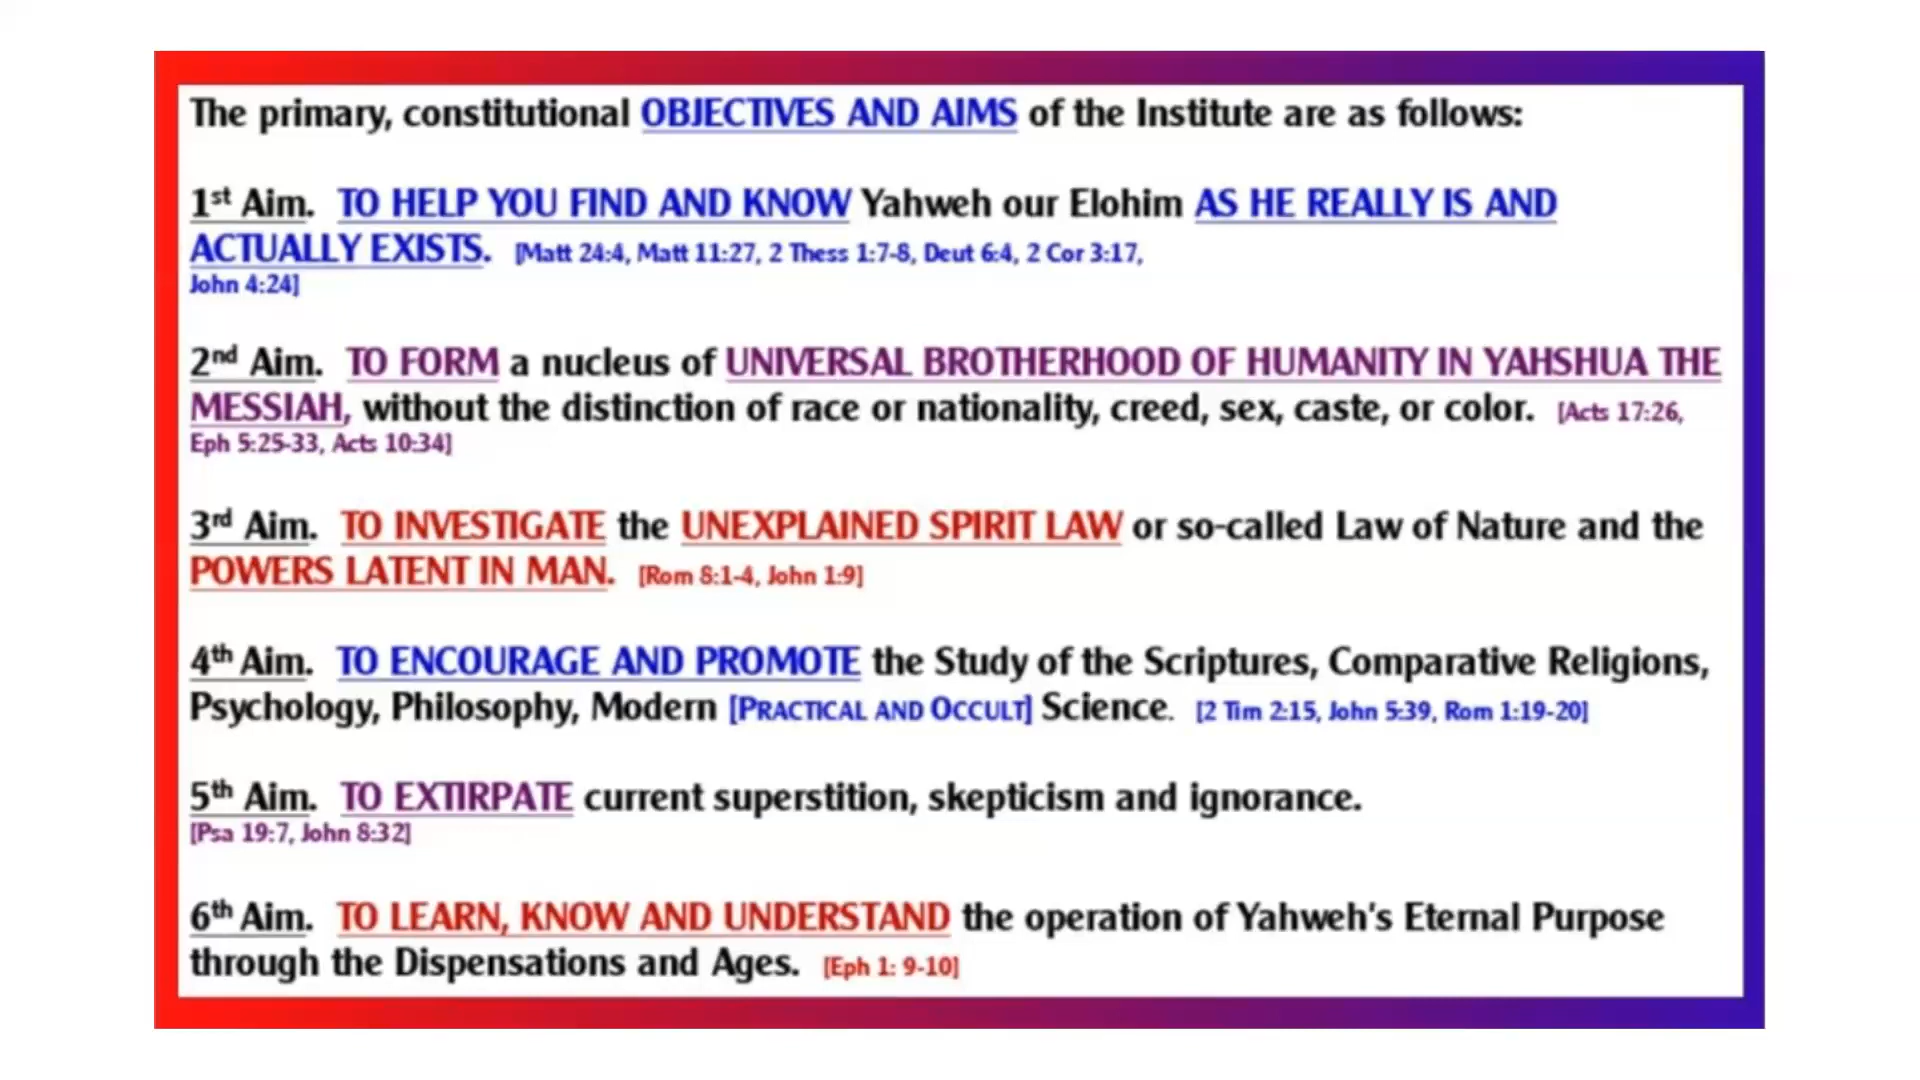 The primary, constitutional OBJECTIVES AND AIMS of the Institute are as follows:
1st Aim. TO HELP YOU FIND AND KNOW Yahweh our Elohim AS HE REALLY IS AND
ACTUALLY EXISTS. [Matt 24:4, Matt 11:27, 2 Thess 1:7-8, Deut 6:4, 2 Cor 3:17,
John 4:24]
2nd Aim. TO FORM a nucleus of UNIVERSAL BROTHERHOOD OF HUMANITY IN YAHSHUA THE
MESSIAH, without the distinction of race or nationality, creed, sex, caste, or color. [Acts 17:26,
Eph 5:25-33, Acts 10:34]
3rd Aim. TO INVESTIGATE the UNEXPLAINED SPIRIT LAW or so-called Law of Nature and the
POWERS LATENT IN MAN. [Rom 8:1-4, John 1:9]
4th Aim. TO ENCOURAGE AND PROMOTE the Study of the Scriptures, Comparative Religions,
Psychology, Philosophy, Modern [PRACTICAL AND OCCULT] Science. [2 Tim 2:15, John 5:39, Rom 1:19-20]
5th Aim. TO EXTIRPATE current superstition, skepticism and ignorance.
[Psa 19:7, John 8:32]
6th Aim. TO LEARN, KNOW AND UNDERSTAND the operation of Yahweh's Eternal Purpose
through the Dispensations and Ages. [Eph 1: 9-10]